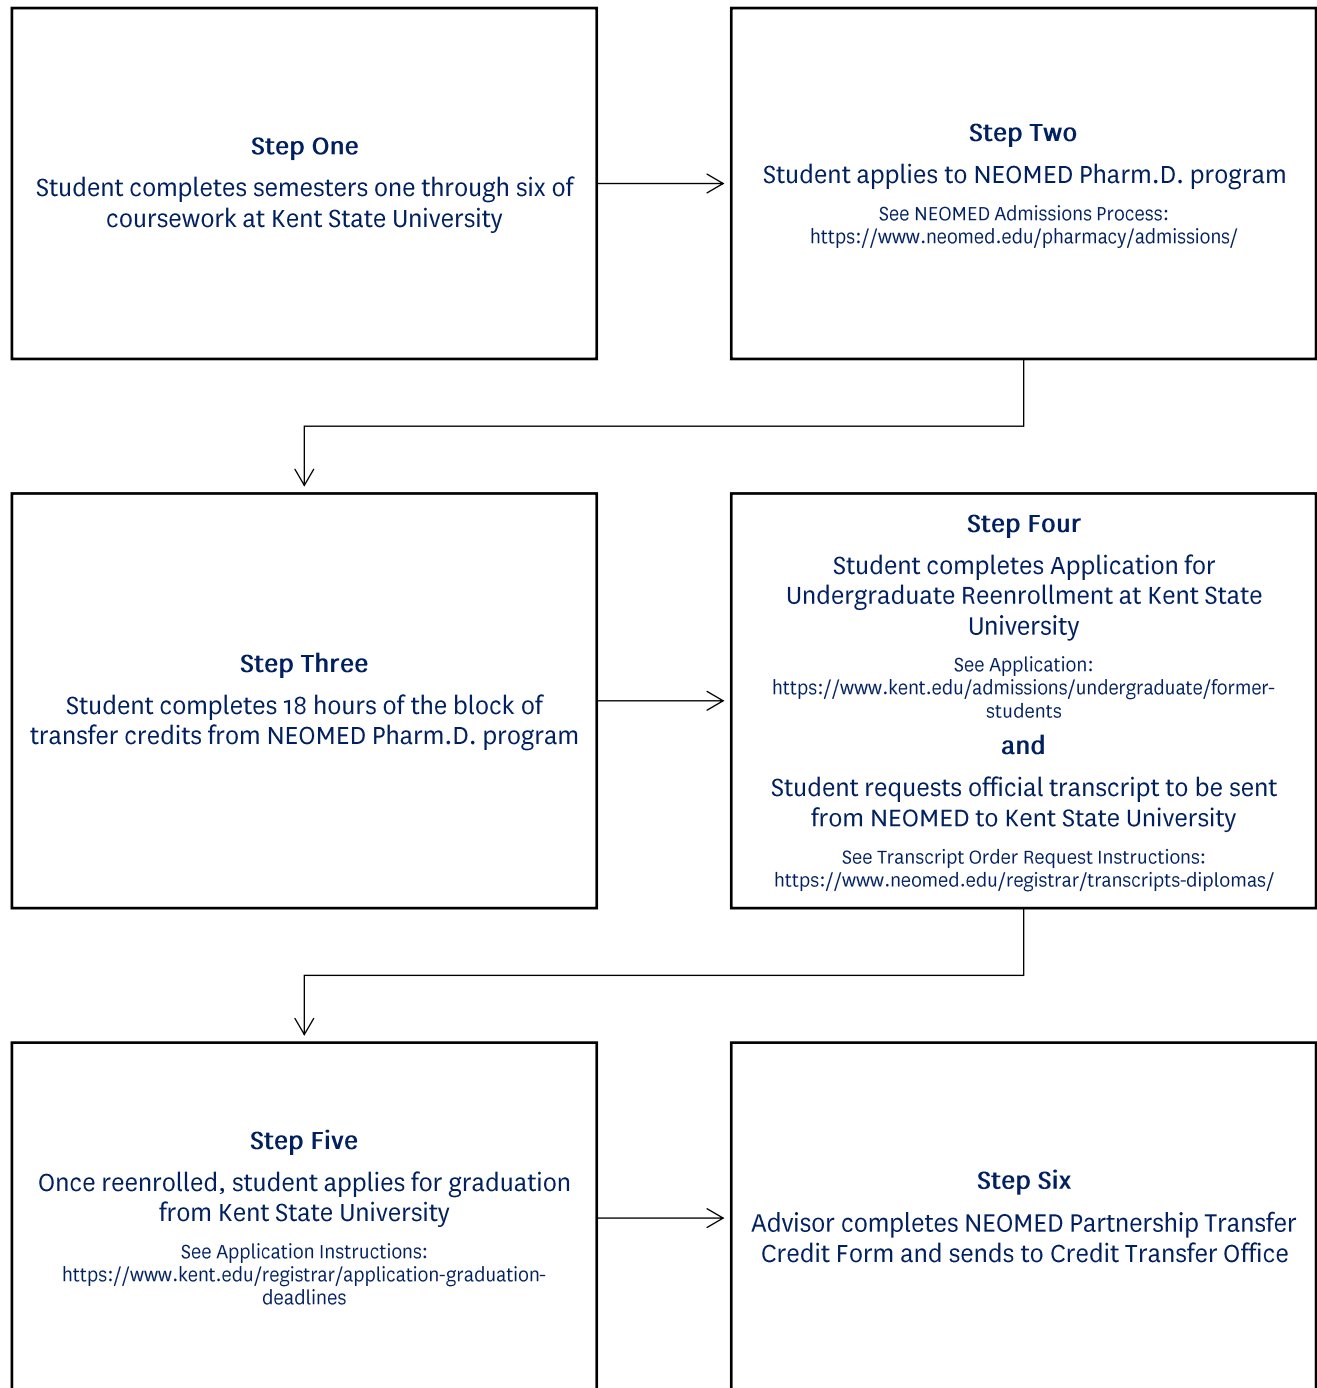 Step One
Student completes semesters one through six of
coursework at Kent State University
Step Two
Student applies to NEOMED Pharm.D. program
See NEOMED Admissions Process:
https://www.neomed.edu/pharmacy/admissions/
Step Three
Student completes 18 hours of the block of
transfer credits from NEOMED Pharm.D. program
Step Four
Student completes Application for
Undergraduate Reenrollment at Kent State
University
See Application:
https://www.kent.edu/admissions/undergraduate/former-
students
and
Student requests official transcript to be sent
from NEOMED to Kent State University
See Transcript Order Request Instructions:
https://www.neomed.edu/registrar/transcripts-diplomas/
Step Five
Once reenrolled, student applies for graduation
from Kent State University
See Application Instructions:
https://www.kent.edu/registrar/application-graduation-
deadlines
Step Six
Advisor completes NEOMED Partnership Transfer
Credit Form and sends to Credit Transfer Office